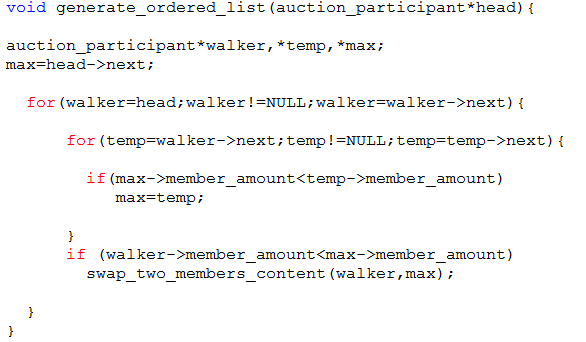 void generate_ordered_list(auction_participant*head){
auction_participant*walker,*temp,*max;
max=head->next;
for(walker=head;walker!=NULL;walker=walker->next){
for(temp=walker->next;temp!=NULL;temp=temp->next){
if(max->member_amount<temp->member_amount)
max=temp;
}
if (walker->member_amount<max->member_amount)
swap_two_members_content(walker,max);
}
}